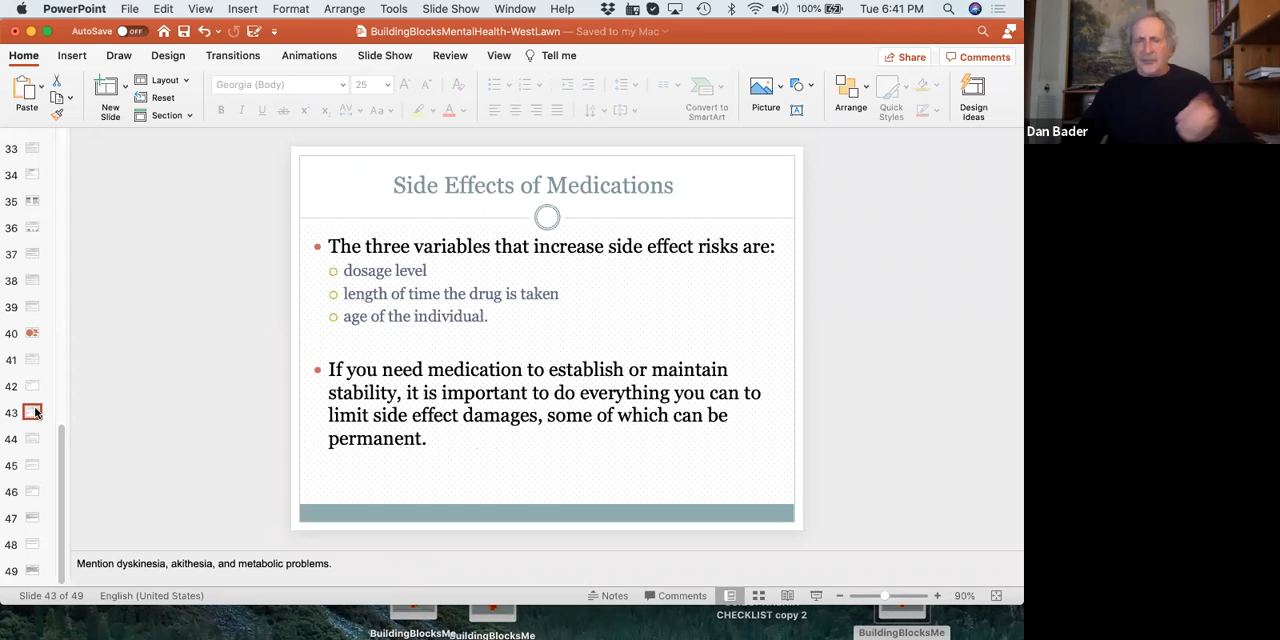 PowerPoint File Edit View Insert Format Arrange Tools Slide Show Window Help 100% Tue 6:41 PM
AutoSave OFF BuildingBlocksMentalHealth-WestLawn — Saved to my Mac
Home Insert Draw Design Transitions Animations Slide Show Review View Tell me Share Comments
Paste New Slide Layout Reset Section Georgia (Body) 25 Convert to SmartArt Picture Arrange Quick Styles Design Ideas
Dan Bader
33
34
35
36
37
38
39
40
41
42
43
44
45
46
47
48
49
Side Effects of Medications
The three variables that increase side effect risks are:
dosage level
length of time the drug is taken
age of the individual.
If you need medication to establish or maintain
stability, it is important to do everything you can to
limit side effect damages, some of which can be
permanent.
Mention dyskinesia, akithesia, and metabolic problems.
Slide 43 of 49 English (United States) Notes Comments 90%
CHECKLIST copy 2
BuildingBlocksMe
BuildingBlocksMe